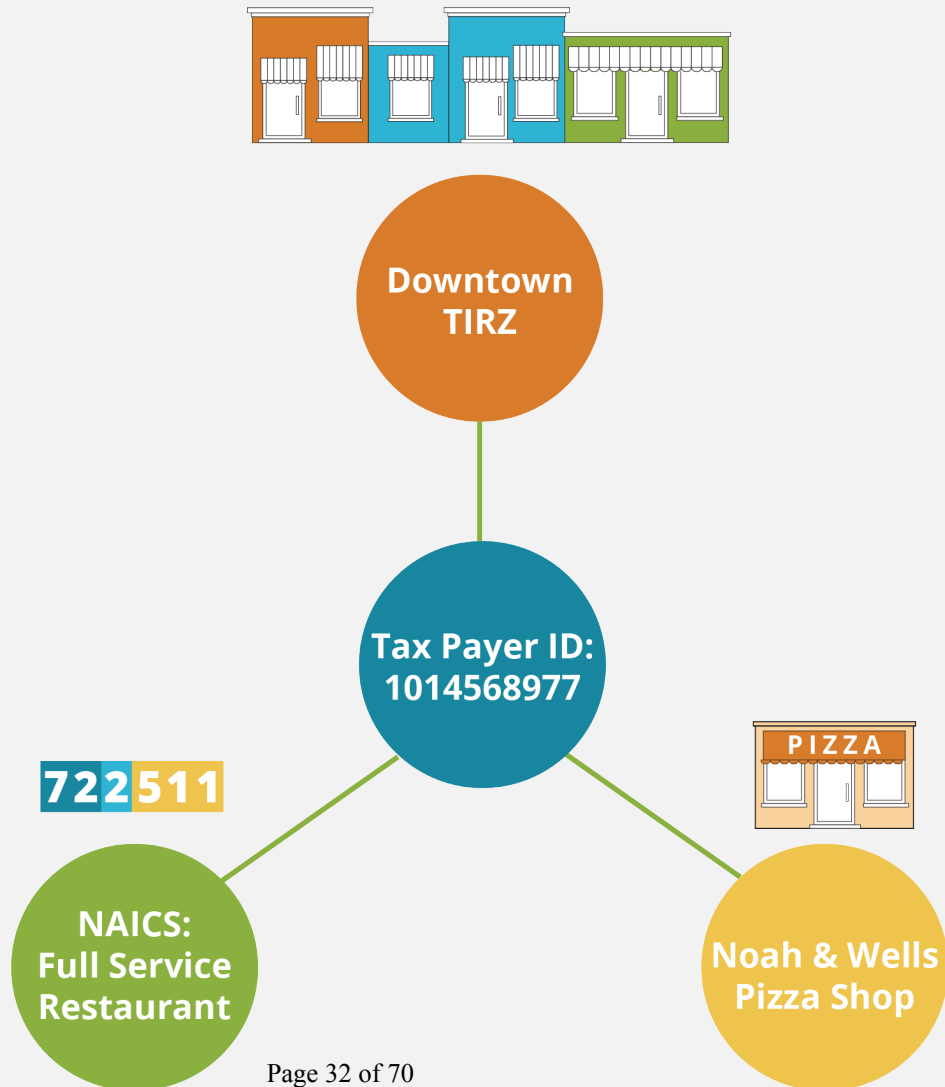 Downtown
TIRZ
Tax Payer ID:
1014568977
PIZZA
722511
NAICS:
Full Service
Restaurant
Noah & Wells
Pizza Shop
Page 32 of 70